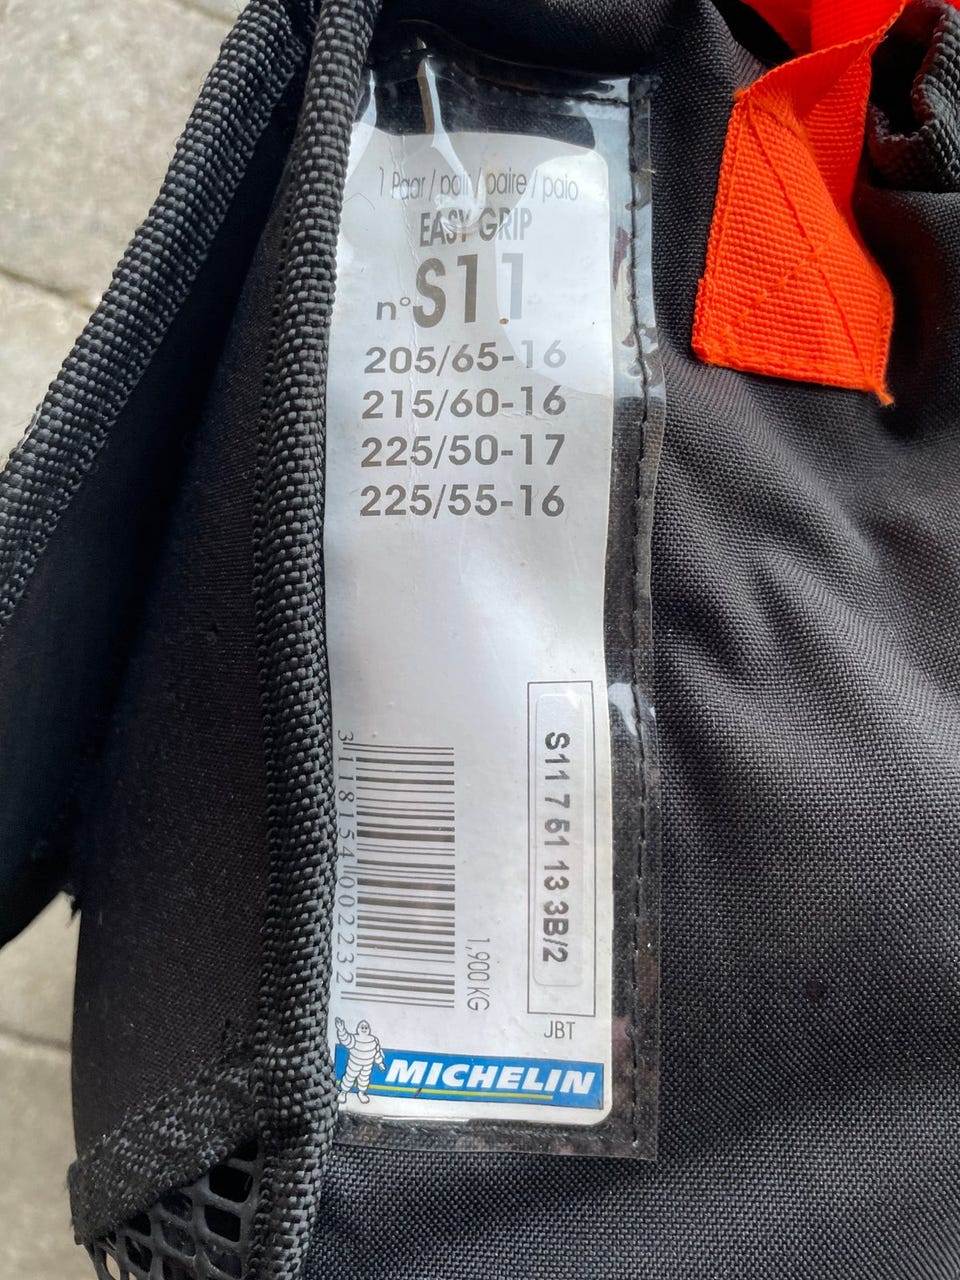 1 Paar / pair / paire / paio
EASY GRIP
n° S11
205/65-16
215/60-16
225/50-17
225/55-16
S11 7 51 13 3B/2
3118154002232
1,900 KG
JBT
MICHELIN